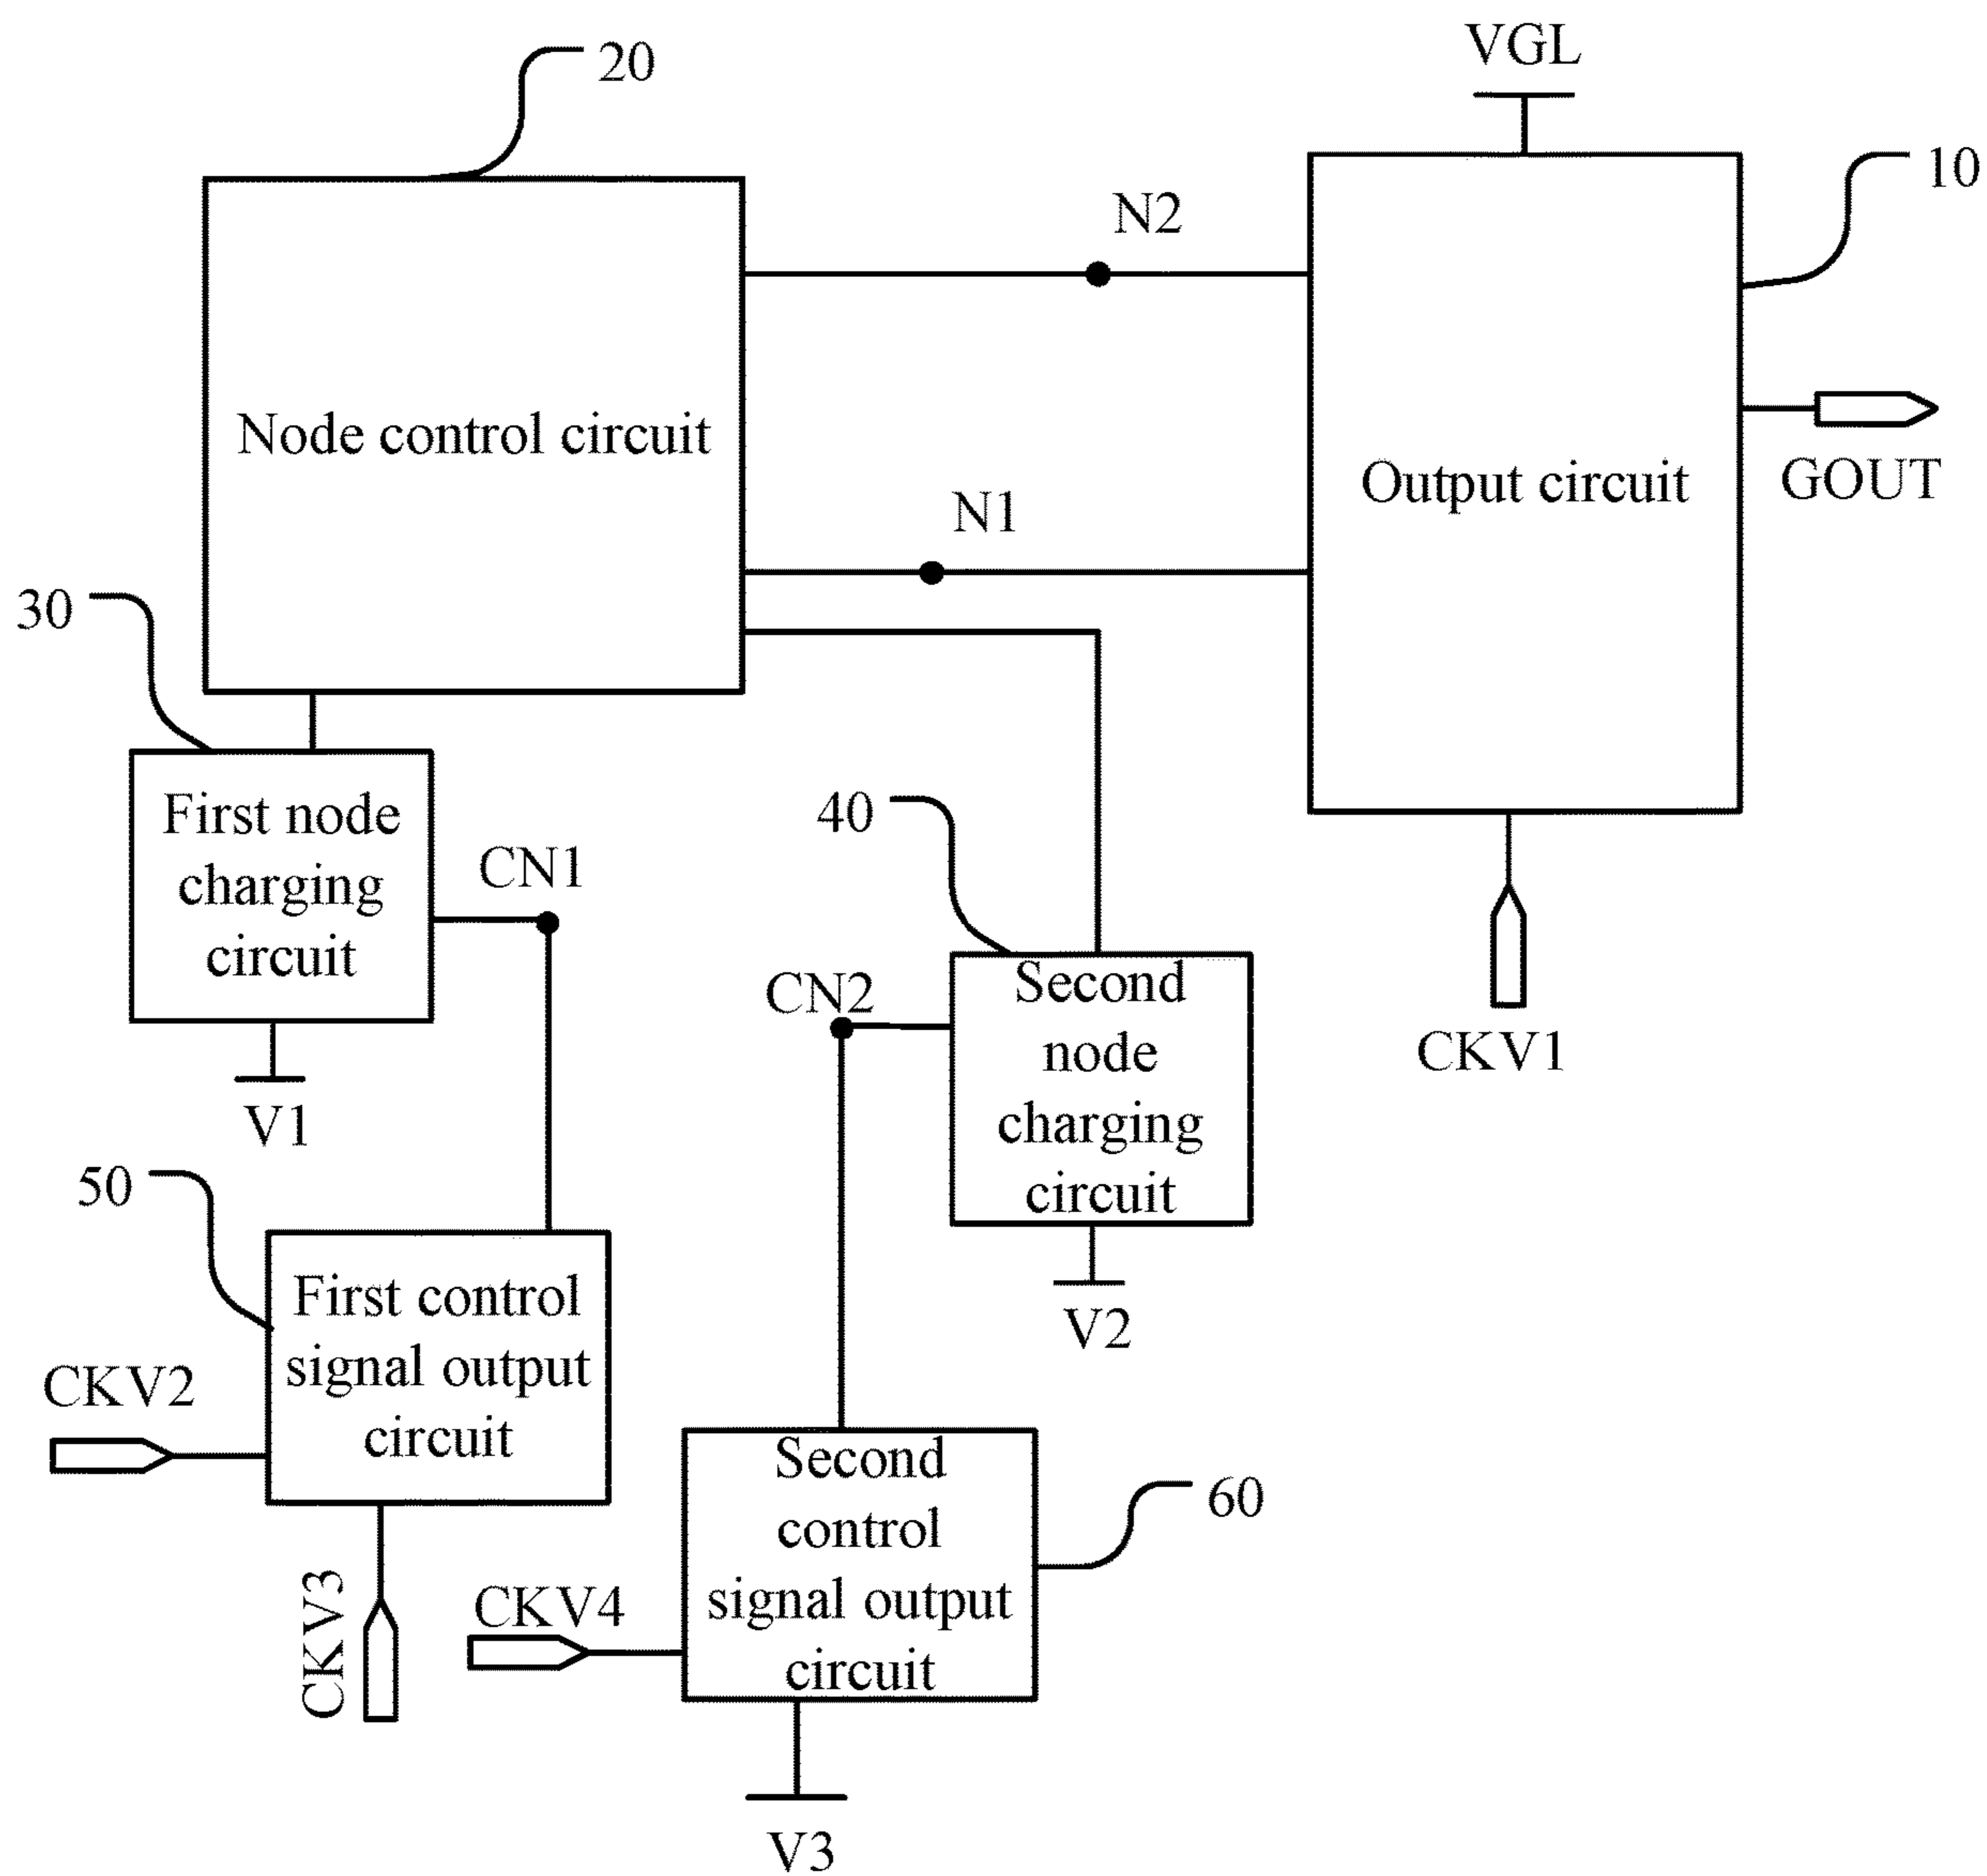 20
VGL
10
N2
Node control circuit
Output circuit
GOUT
N1
30
First node
charging
circuit
CN1
40
CN2
Second
node
charging
circuit
CKV1
V1
50
First control
signal output
circuit
V2
CKV2
Second
control
signal output
circuit
60
CKV3
CKV4
V3